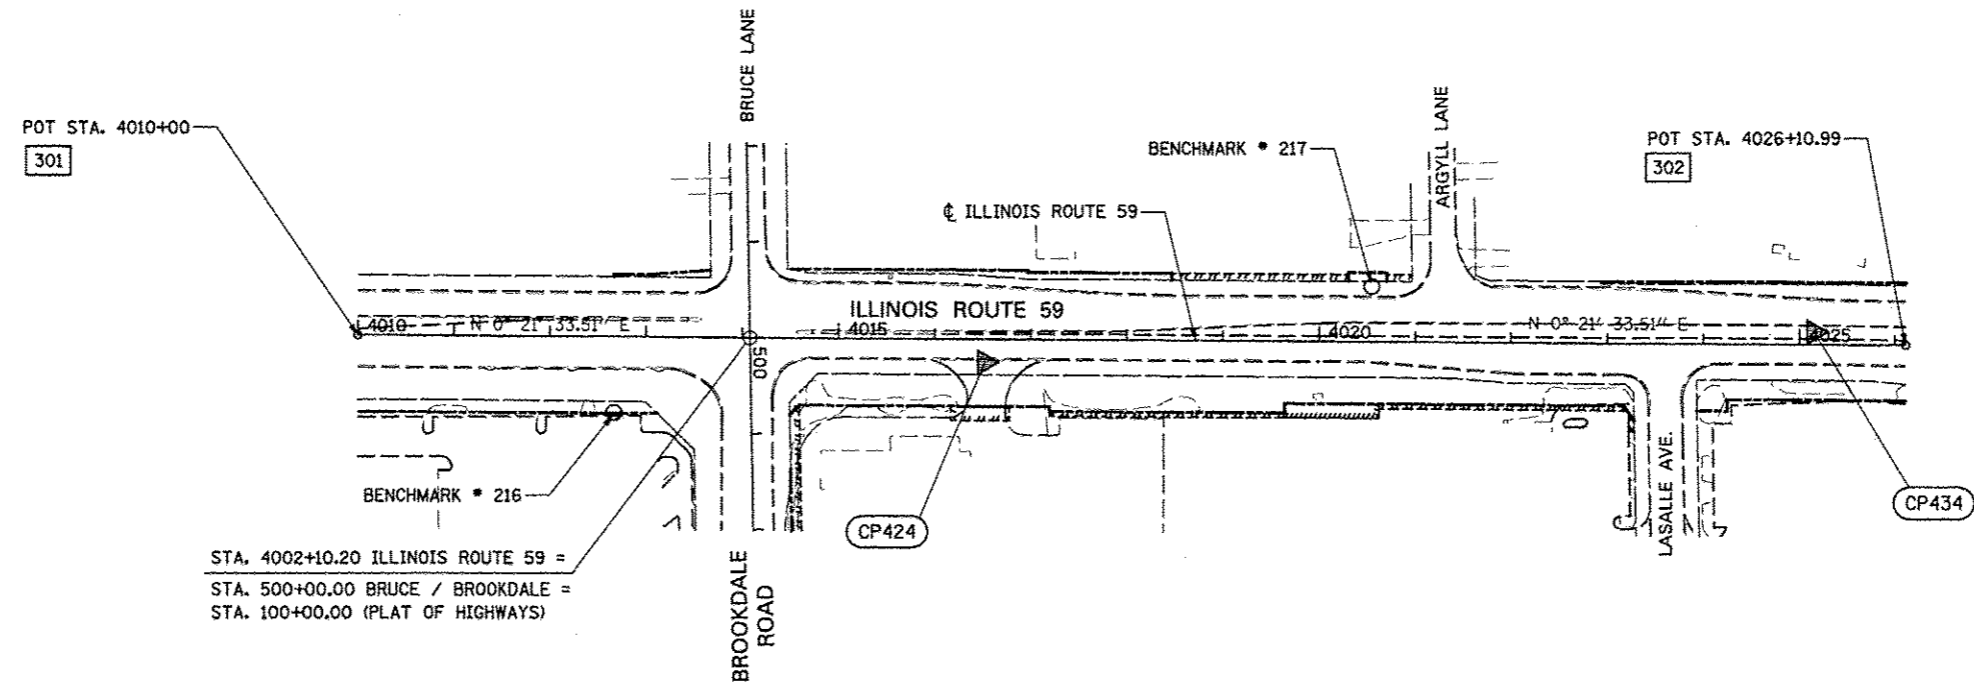 BRUCE LANE
POT STA. 4010+00
301
BENCHMARK * 217
ARGYLL LANE
POT STA. 4026+10.99
302
℄ ILLINOIS ROUTE 59
ILLINOIS ROUTE 59
4010
N 0° 21' 33.51" E
4015
4020
N 0° 21' 33.51" E
4025
500
BENCHMARK * 216
CP424
LASALLE AVE.
CP434
STA. 4002+10.20 ILLINOIS ROUTE 59 =
STA. 500+00.00 BRUCE / BROOKDALE =
STA. 100+00.00 (PLAT OF HIGHWAYS)
BROOKDALE
ROAD